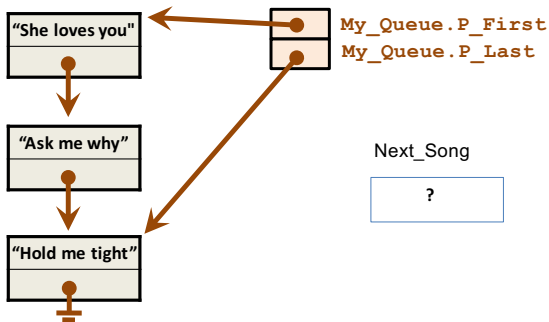 “She loves you"
My_Queue.P_First
My_Queue.P_Last
“Ask me why”
Next_Song
?
“Hold me tight”